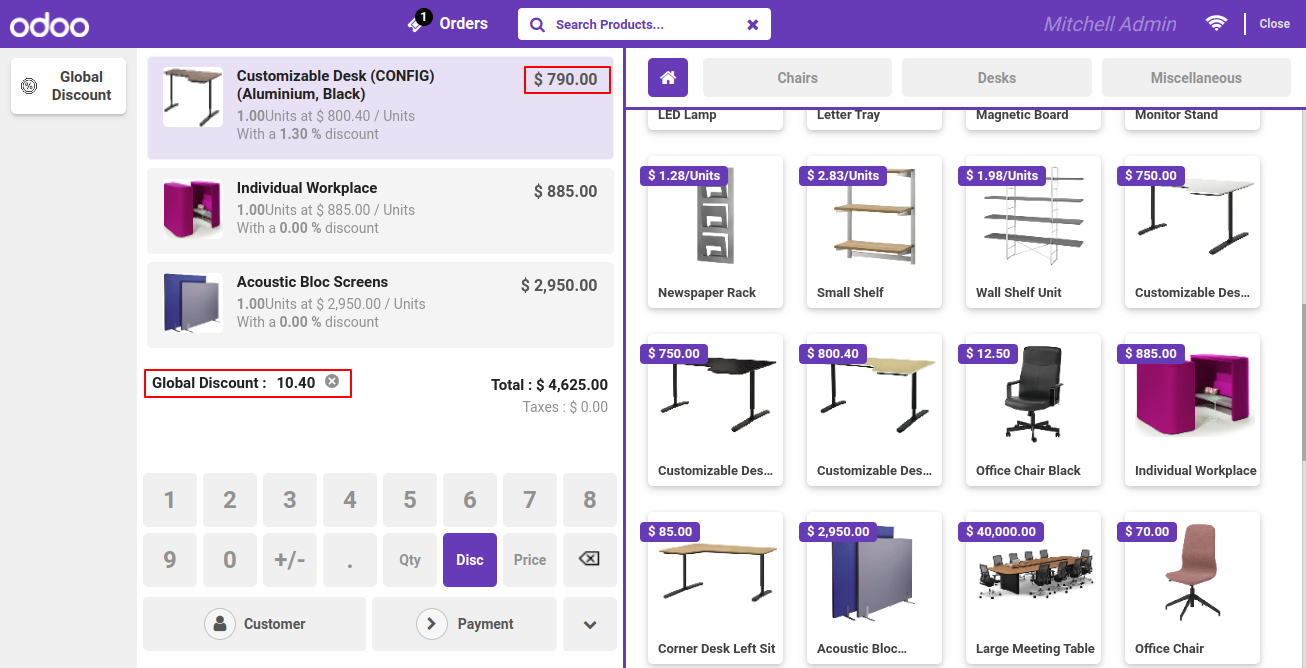 odoo
1
Orders
Search Products...
Mitchell Admin
Close
Global
Discount
Customizable Desk (CONFIG)
(Aluminium, Black)
$ 790.00
1.00Units at $ 800.40 / Units
With a 1.30 % discount
Individual Workplace
$ 885.00
1.00Units at $ 885.00 / Units
With a 0.00 % discount
Acoustic Bloc Screens
$ 2,950.00
1.00Units at $ 2,950.00 / Units
With a 0.00 % discount
Global Discount : 10.40
Total : $ 4,625.00
Taxes : $ 0.00
1 2 3 4 5 6 7 8
9 0 +/- . Qty Disc Price
Customer
Payment
Chairs
Desks
Miscellaneous
LED Lamp
Letter Tray
Magnetic Board
Monitor Stand
$ 1.28/Units
$ 2.83/Units
$ 1.98/Units
$ 750.00
Newspaper Rack
Small Shelf
Wall Shelf Unit
Customizable Des...
$ 750.00
$ 800.40
$ 12.50
$ 885.00
Customizable Des...
Customizable Des...
Office Chair Black
Individual Workplace
$ 85.00
$ 2,950.00
$ 40,000.00
$ 70.00
Corner Desk Left Sit
Acoustic Bloc...
Large Meeting Table
Office Chair